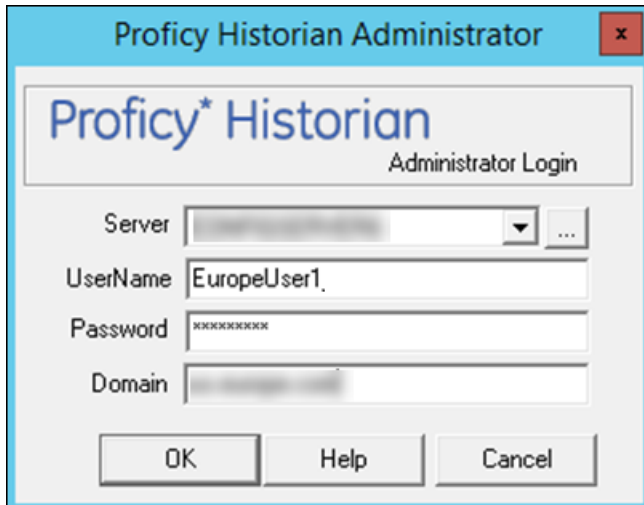 Proficy Historian Administrator
x
Proficy* Historian
Administrator Login
Server
...
UserName EuropeUser1
Password *********
Domain
OK Help Cancel